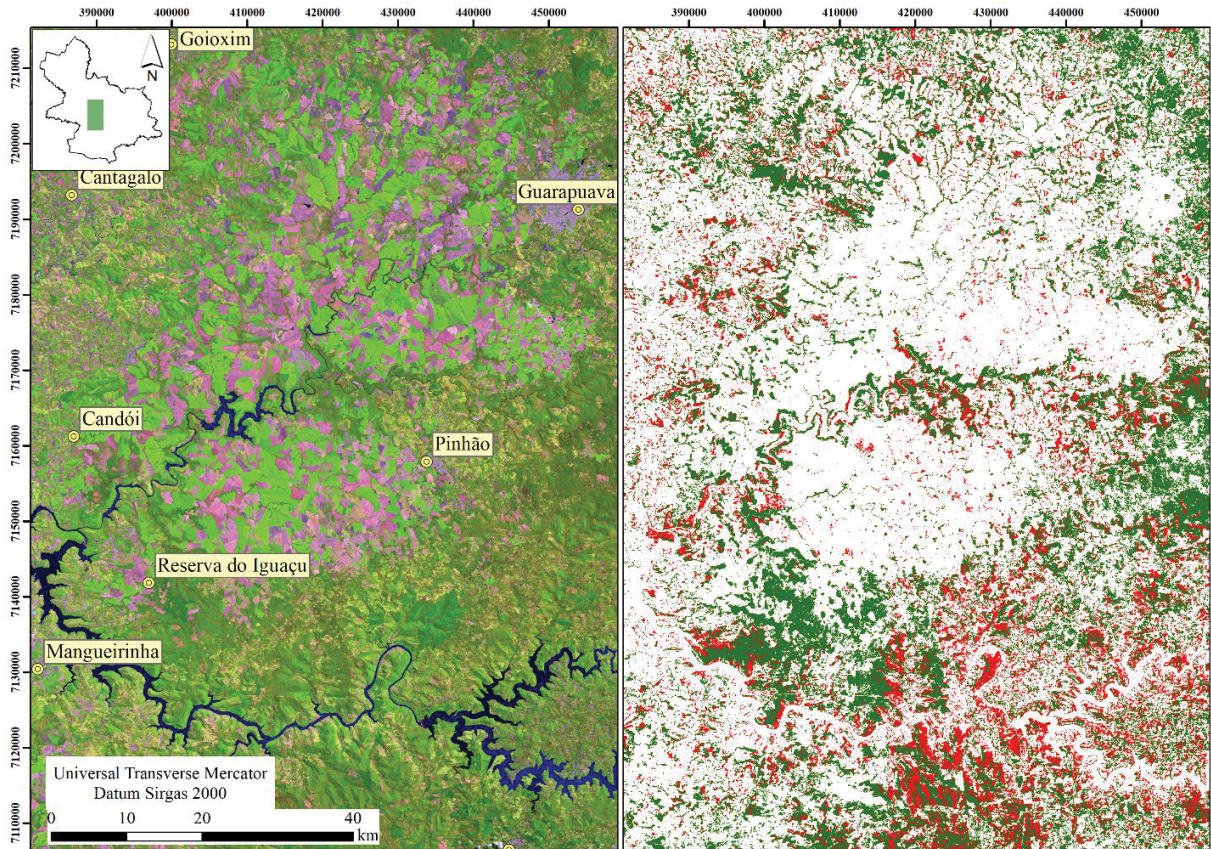 400000 410000 420000 430000 440000 450000
390000 400000 410000 420000 430000 440000 450000
7210000
7200000
7190000
7180000
7170000
7160000
7150000
7140000
7130000
7120000
7110000
N
Goioxim
Cantagalo
Guarapuava
Candói
Pinhão
Reserva do Iguaçu
Mangueirinha
Universal Transverse Mercator
Datum Sirgas 2000
0 10 20 40
km